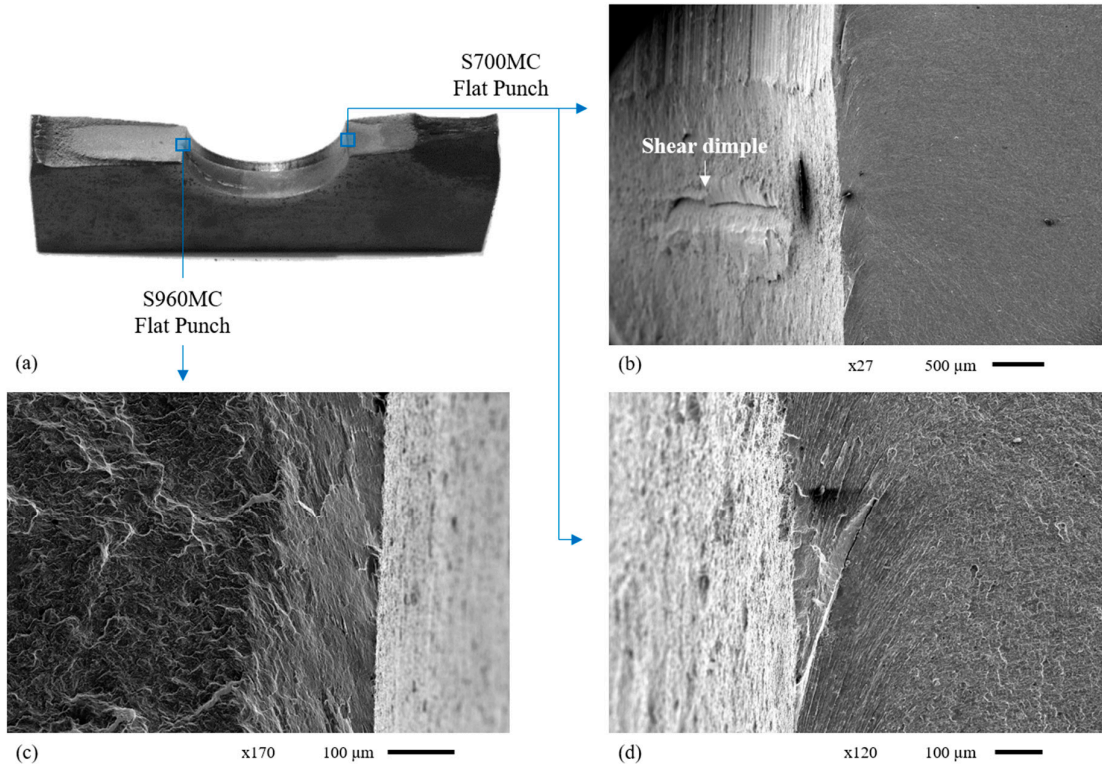 S700MC
Flat Punch
Shear dimple
S960MC
Flat Punch
(a)
(b)
x27
500 µm
(c)
x170
100 µm
(d)
x120
100 µm